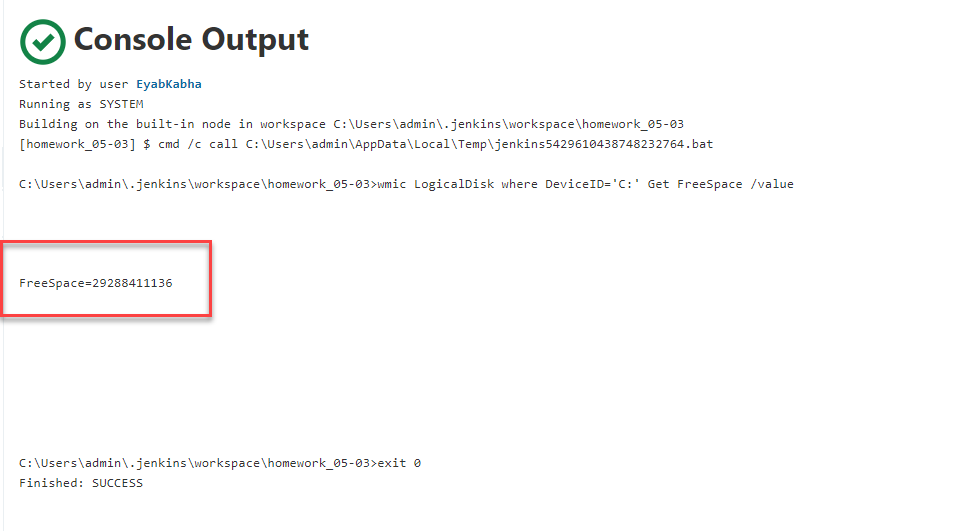 Console Output
Started by user EyabKabha
Running as SYSTEM
Building on the built-in node in workspace C:\Users\admin\.jenkins\workspace\homework_05-03
[homework_05-03] $ cmd /c call C:\Users\admin\AppData\Local\Temp\jenkins5429610438748232764.bat
C:\Users\admin\.jenkins\workspace\homework_05-03>wmic LogicalDisk where DeviceID='C:' Get FreeSpace /value
FreeSpace=29288411136
C:\Users\admin\.jenkins\workspace\homework_05-03>exit 0
Finished: SUCCESS